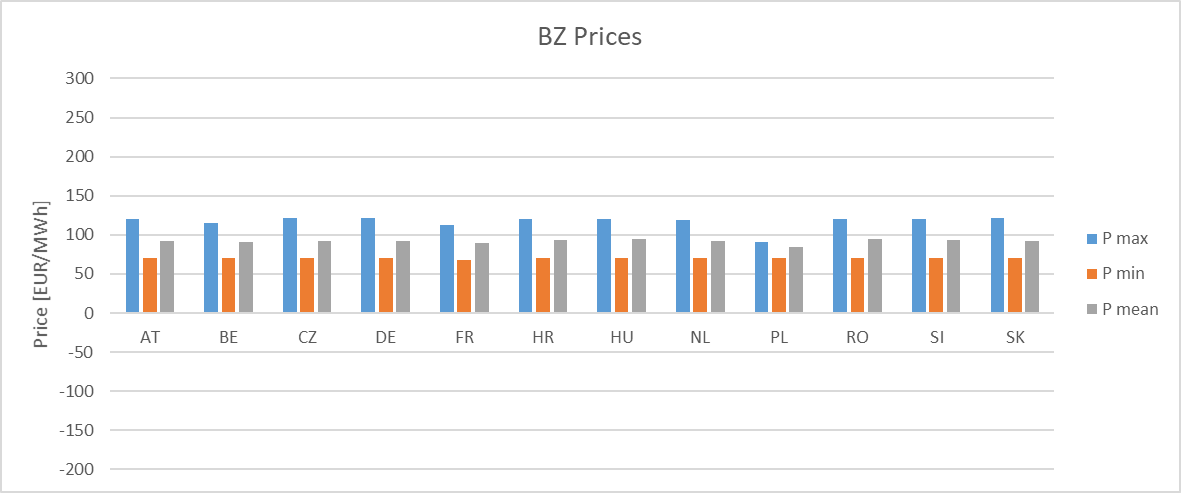 BZ Prices
300
250
200
150
100
50
0
-50
-100
-150
-200
Price [EUR/MWh]
AT BE CZ DE FR HR HU NL PL RO SI SK
P max
P min
P mean